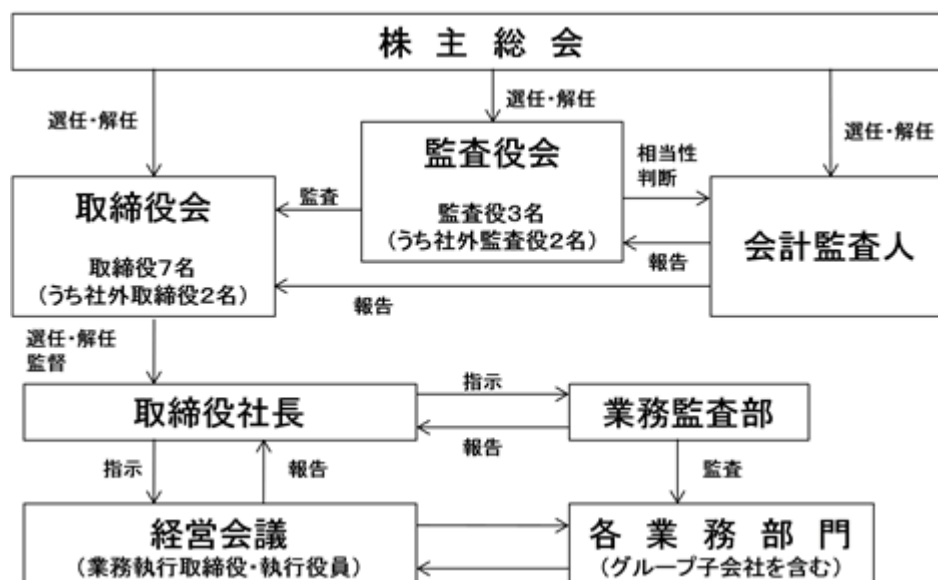 株主総会
選任・解任
選任・解任
選任・解任
監査役会
監査役3名
(うち社外監査役2名)
相当性
判断
監査
取締役会
取締役7名
(うち社外取締役2名)
会計監査人
報告
報告
選任・解任
監督
取締役社長
指示
報告
業務監査部
指示
報告
監査
経営会議
(業務執行取締役・執行役員)
各業務部門
(グループ子会社を含む)